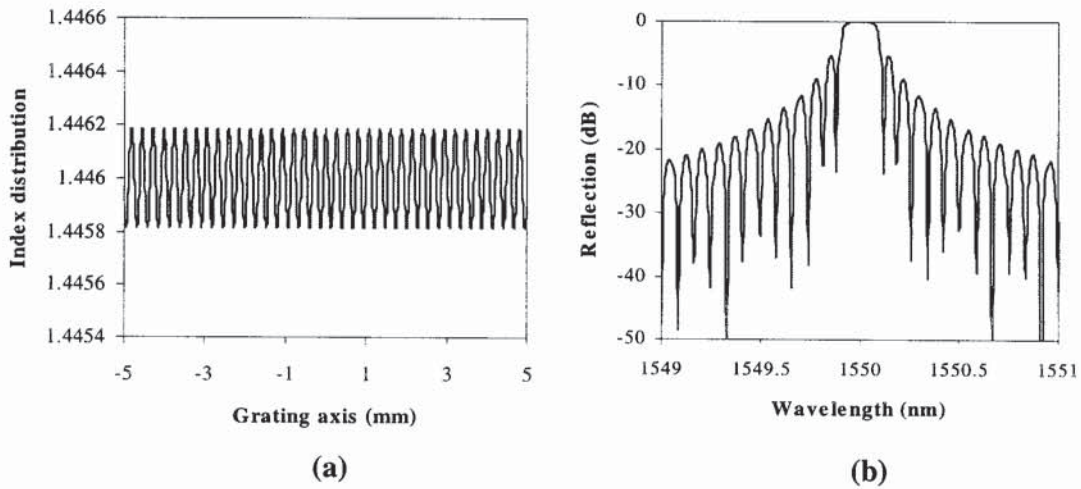 1.4466
1.4464
1.4462
1.446
1.4458
1.4456
1.4454
Index distribution
-5 -3 -1 1 3 5
Grating axis (mm)
(a)
0
-10
-20
-30
-40
-50
Reflection (dB)
1549 1549.5 1550 1550.5 1551
Wavelength (nm)
(b)